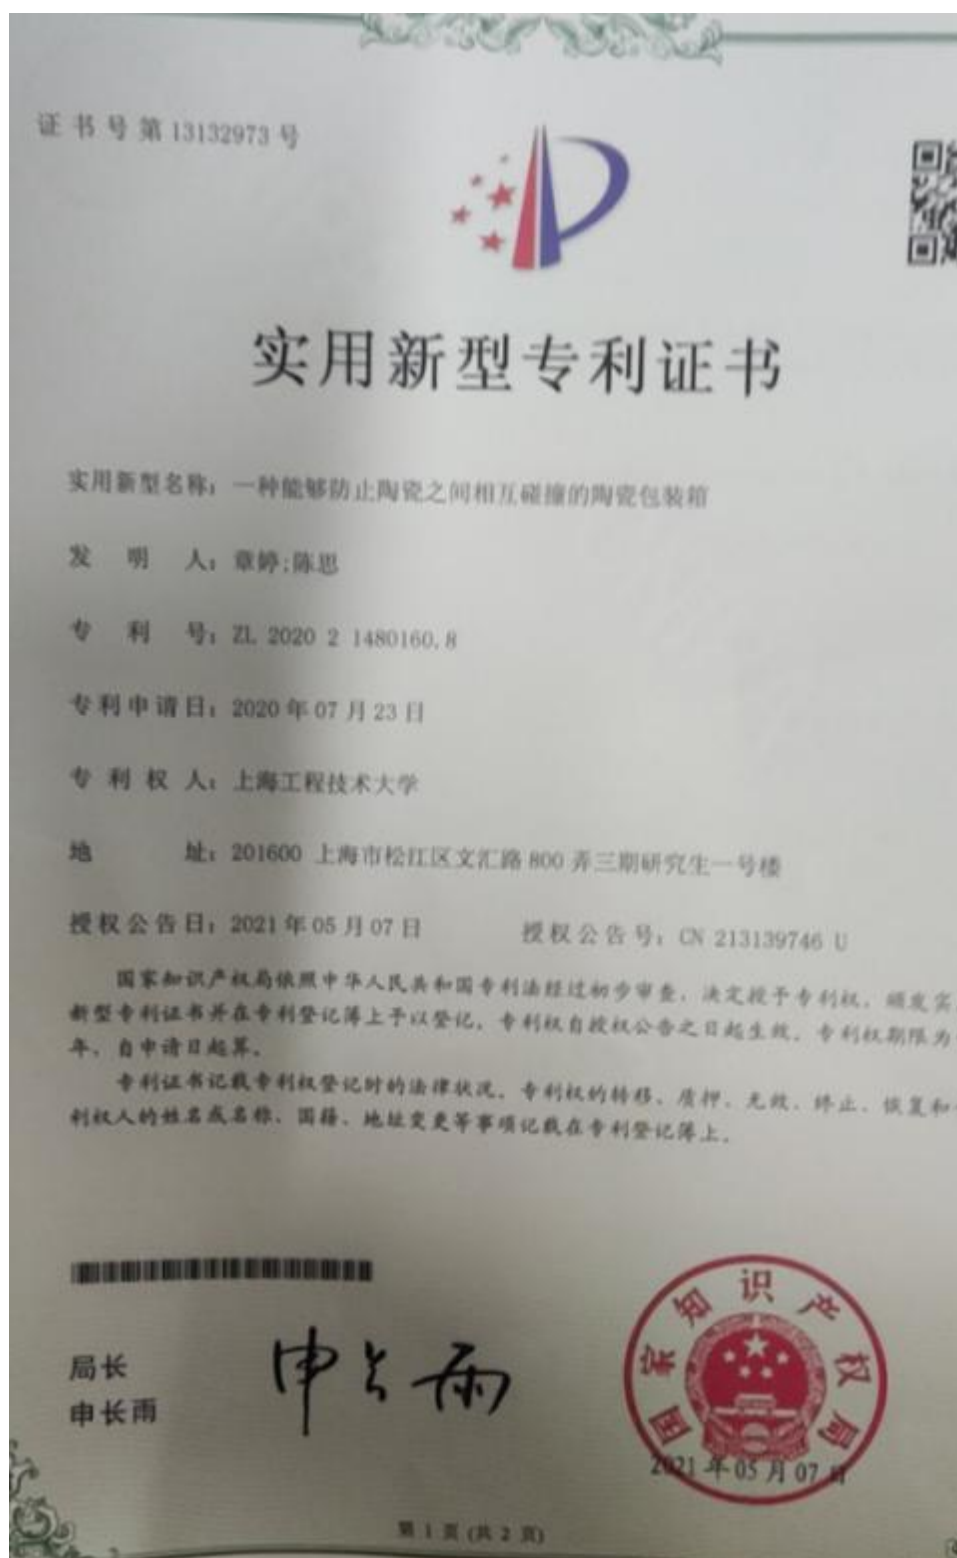 证书号第13132973号
实用新型专利证书
实用新型名称：一种能够防止陶瓷之间相互碰撞的陶瓷包装箱
发明人：章婷;陈思
专利号：ZL 2020 2 1480160.8
专利申请日：2020年07月23日
专利权人：上海工程技术大学
地址：201600 上海市松江区文汇路800弄三期研究生一号楼
授权公告日：2021年05月07日 授权公告号：CN 213139746 U
国家知识产权局依照中华人民共和国专利法经过初步审查，决定授予专利权，颁发实
新型专利证书并在专利登记簿上予以登记。专利权自授权公告之日起生效。专利权期限为
年，自申请日起算。
专利证书记载专利权登记时的法律状况。专利权的转移、质押、无效、终止、恢复和
利权人的姓名或名称、国籍、地址变更等事项记载在专利登记簿上。
局长
申长雨
申长雨
国家知识产权局
2021年05月07日
第1页(共2页)